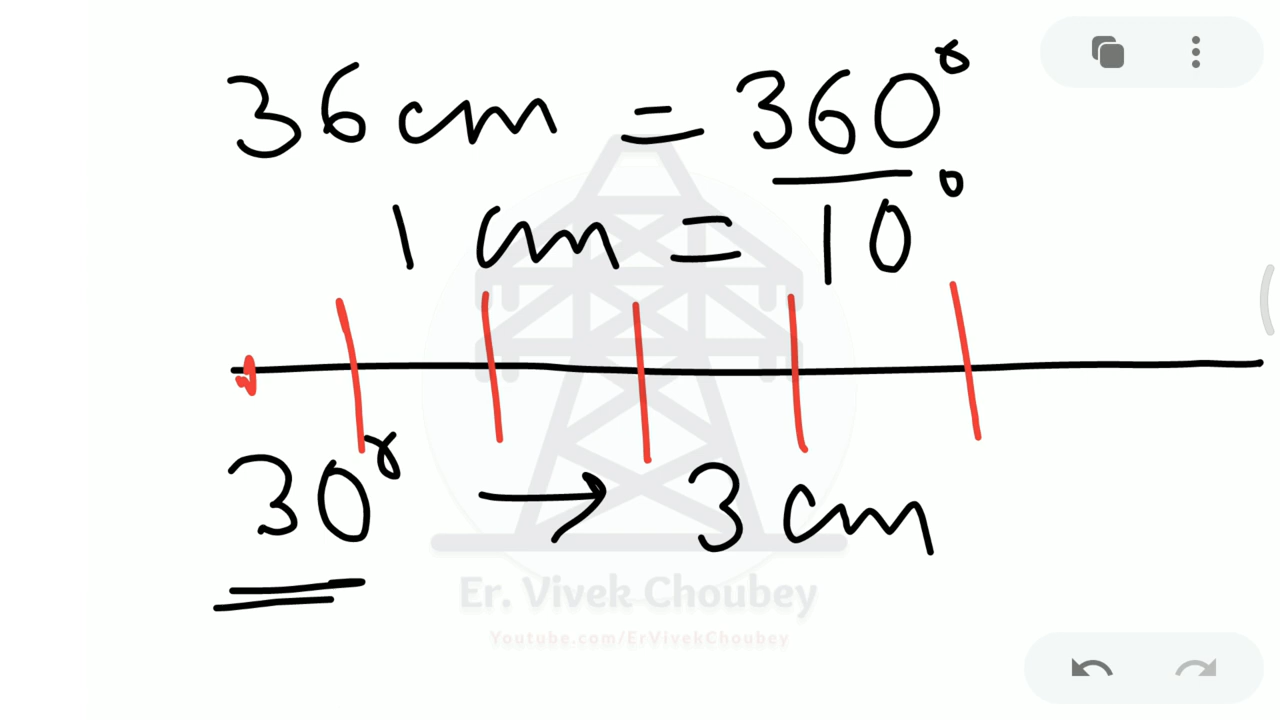 36 cm = 360°
1 cm = 10°
30° → 3 cm
Er. Vivek Choubey
Youtube.com/ErVivekChoubey